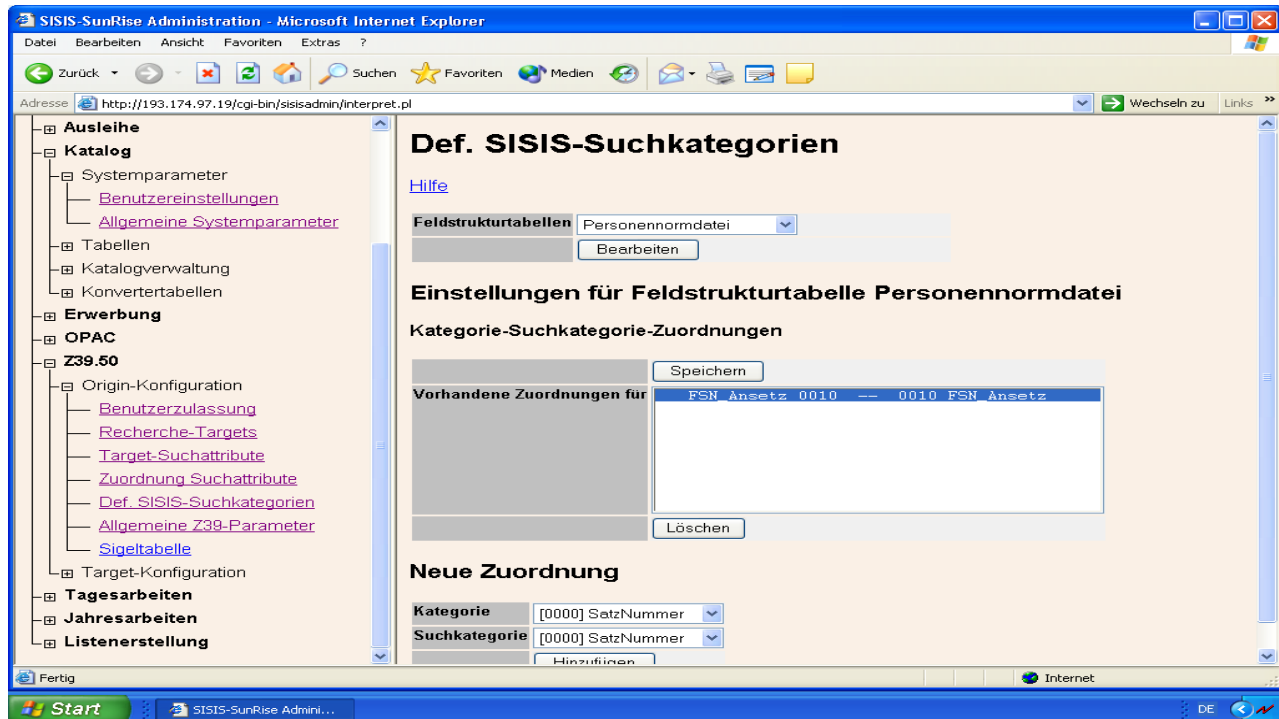 SISIS-SunRise Administration - Microsoft Internet Explorer
Datei Bearbeiten Ansicht Favoriten Extras ?
Zurück Suchen Favoriten Medien
Adresse http://193.174.97.19/cgi-bin/sisisadmin/interpret.pl Wechseln zu Links »
Ausleihe
Katalog
Systemparameter
Benutzereinstellungen
Allgemeine Systemparameter
Tabellen
Katalogverwaltung
Konvertertabellen
Erwerbung
OPAC
Z39.50
Origin-Konfiguration
Benutzerzulassung
Recherche-Targets
Target-Suchattribute
Zuordnung Suchattribute
Def. SISIS-Suchkategorien
Allgemeine Z39-Parameter
Sigeltabelle
Target-Konfiguration
Tagesarbeiten
Jahresarbeiten
Listenerstellung
Def. SISIS-Suchkategorien
Hilfe
Feldstrukturtabellen Personennormdatei
Bearbeiten
Einstellungen für Feldstrukturtabelle Personennormdatei
Kategorie-Suchkategorie-Zuordnungen
Speichern
Vorhandene Zuordnungen für FSN_Ansetz 0010 -- 0010 FSN_Ansetz
Löschen
Neue Zuordnung
Kategorie [0000] SatzNummer
Suchkategorie [0000] SatzNummer
Hinzufügen
Fertig Internet
Start SISIS-SunRise Admini... DE